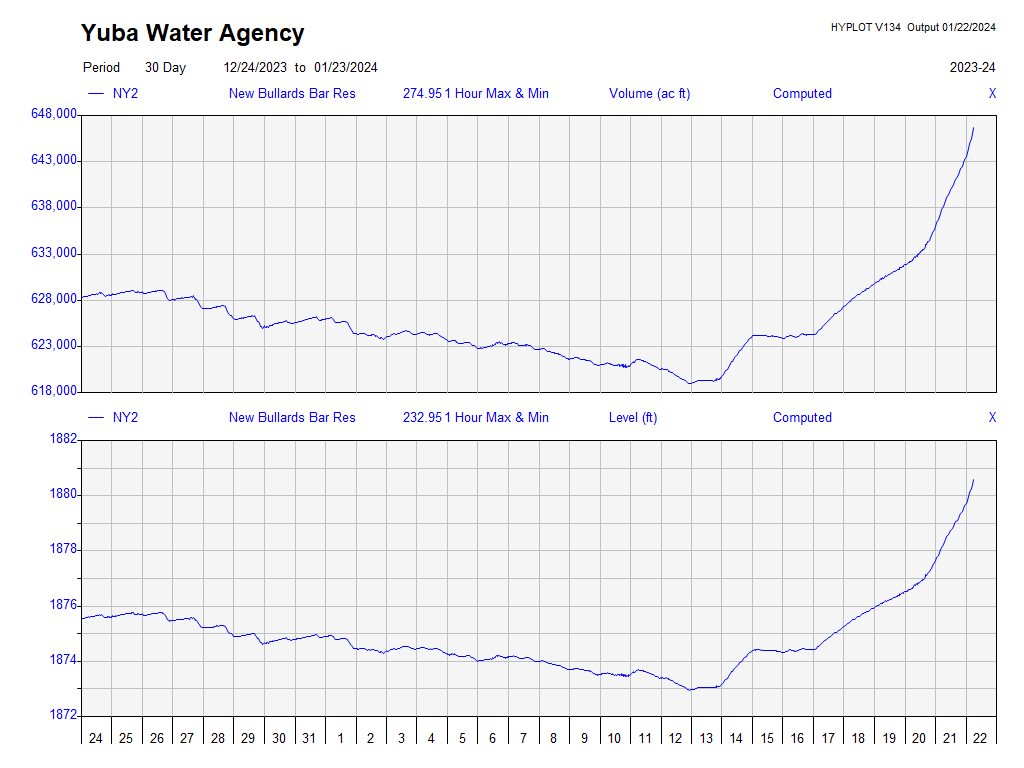 Yuba Water Agency
HYPLOT V134 Output 01/22/2024
Period 30 Day 12/24/2023 to 01/23/2024 2023-24
NY2 New Bullards Bar Res 274.95 1 Hour Max & Min Volume (ac ft) Computed X
648,000
643,000
638,000
633,000
628,000
623,000
618,000
NY2 New Bullards Bar Res 232.95 1 Hour Max & Min Level (ft) Computed X
1882
1880
1878
1876
1874
1872
24 25 26 27 28 29 30 31 1 2 3 4 5 6 7 8 9 10 11 12 13 14 15 16 17 18 19 20 21 22